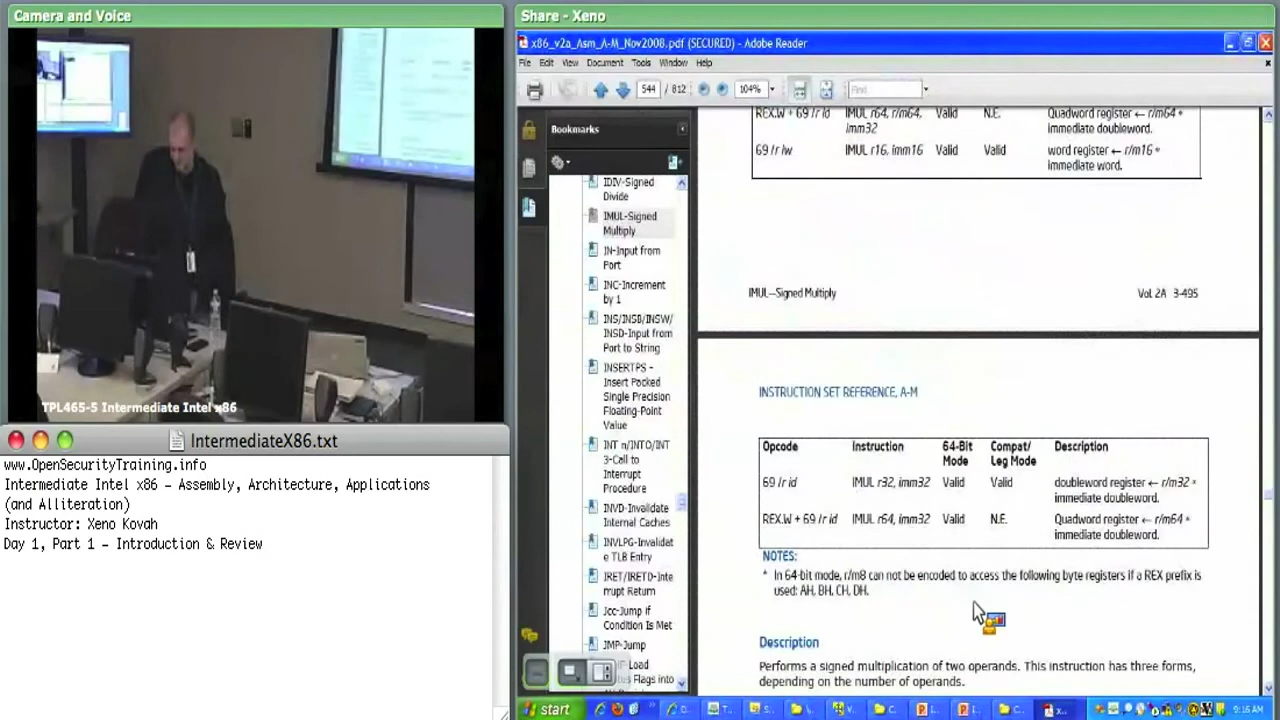 Camera and Voice
TPL465-5 Intermediate Intel x86
IntermediateX86.txt
www.OpenSecurityTraining.info
Intermediate Intel x86 – Assembly, Architecture, Applications
(and Alliteration)
Instructor: Xeno Kovah
Day 1, Part 1 – Introduction & Review
Share - Xeno
x86_v2a_Asm_A-M_Nov2008.pdf (SECURED) - Adobe Reader
File Edit View Document Tools Window Help
544 / 812 104% Find
Bookmarks
IDIV-Signed
Divide
IMUL-Signed
Multiply
IN-Input from
Port
INC-Increment
by 1
INS/INSB/INSW/
INSD-Input from
Port to String
INSERTPS -
Insert Packed
Single Precision
Floating-Point
Value
INT n/INTO/INT
3-Call to
Interrupt
Procedure
INVD-Invalidate
Internal Caches
INVLPG-Invalidat
e TLB Entry
IRET/IRETD-Inte
rrupt Return
Jcc-Jump if
Condition Is Met
JMP-Jump
Load
Flags into
REX.W + 69 /r id IMUL r64, r/m64, Valid N.E. Quadword register ← r/m64 *
imm32 immediate doubleword.
69 /r iw IMUL r16, imm16 Valid Valid word register ← r/m16 *
immediate word.
IMUL—Signed Multiply Vol. 2A 3-495
INSTRUCTION SET REFERENCE, A-M
Opcode Instruction 64-Bit Compat/ Description
Mode Leg Mode
69 /r id IMUL r32, imm32 Valid Valid doubleword register ← r/m32 *
immediate doubleword.
REX.W + 69 /r id IMUL r64, imm32 Valid N.E. Quadword register ← r/m64 *
immediate doubleword.
NOTES:
* In 64-bit mode, r/m8 can not be encoded to access the following byte registers if a REX prefix is
used: AH, BH, CH, DH.
Description
Performs a signed multiplication of two operands. This instruction has three forms,
depending on the number of operands.
start
9:16 AM